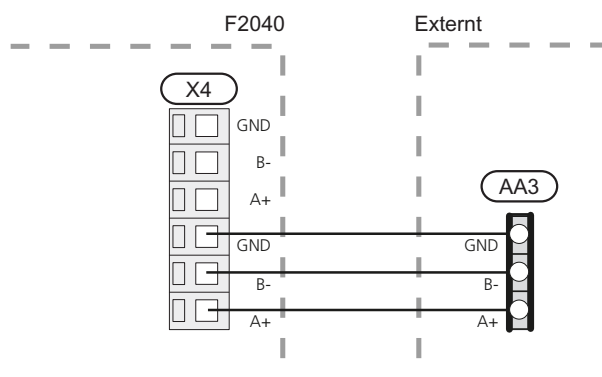 F2040 Externt
X4
GND
B-
A+
AA3
GND GND
B- B-
A+ A+